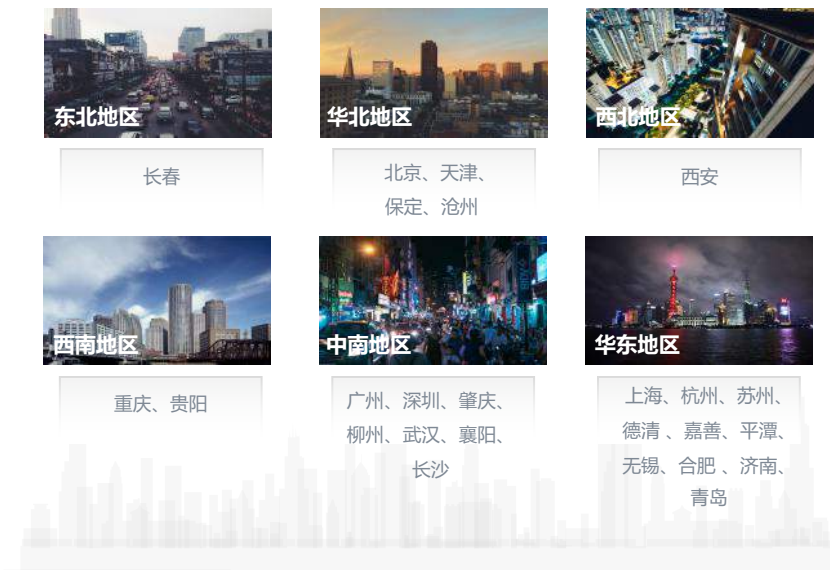 东北地区
长春
华北地区
北京、天津、
保定、沧州
西北地区
西安
西南地区
重庆、贵阳
中南地区
广州、深圳、肇庆、
柳州、武汉、襄阳、
长沙
华东地区
上海、杭州、苏州、
德清 、嘉善、平潭、
无锡、合肥 、济南、
青岛